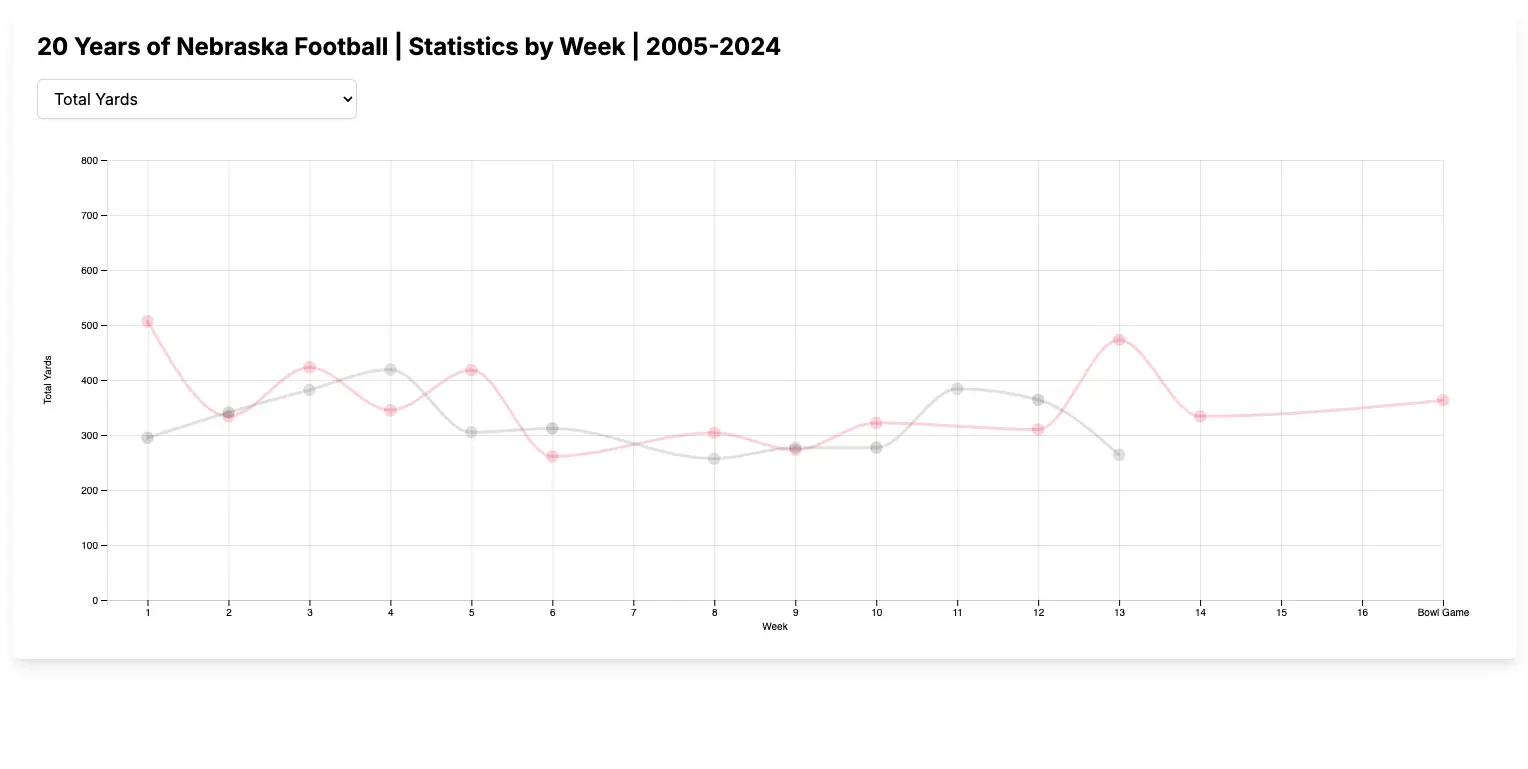 20 Years of Nebraska Football | Statistics by Week | 2005-2024
Total Yards
800
700
600
500
400
300
200
100
0
Total Yards
1 2 3 4 5 6 7 8 9 10 11 12 13 14 15 16 Bowl Game
Week